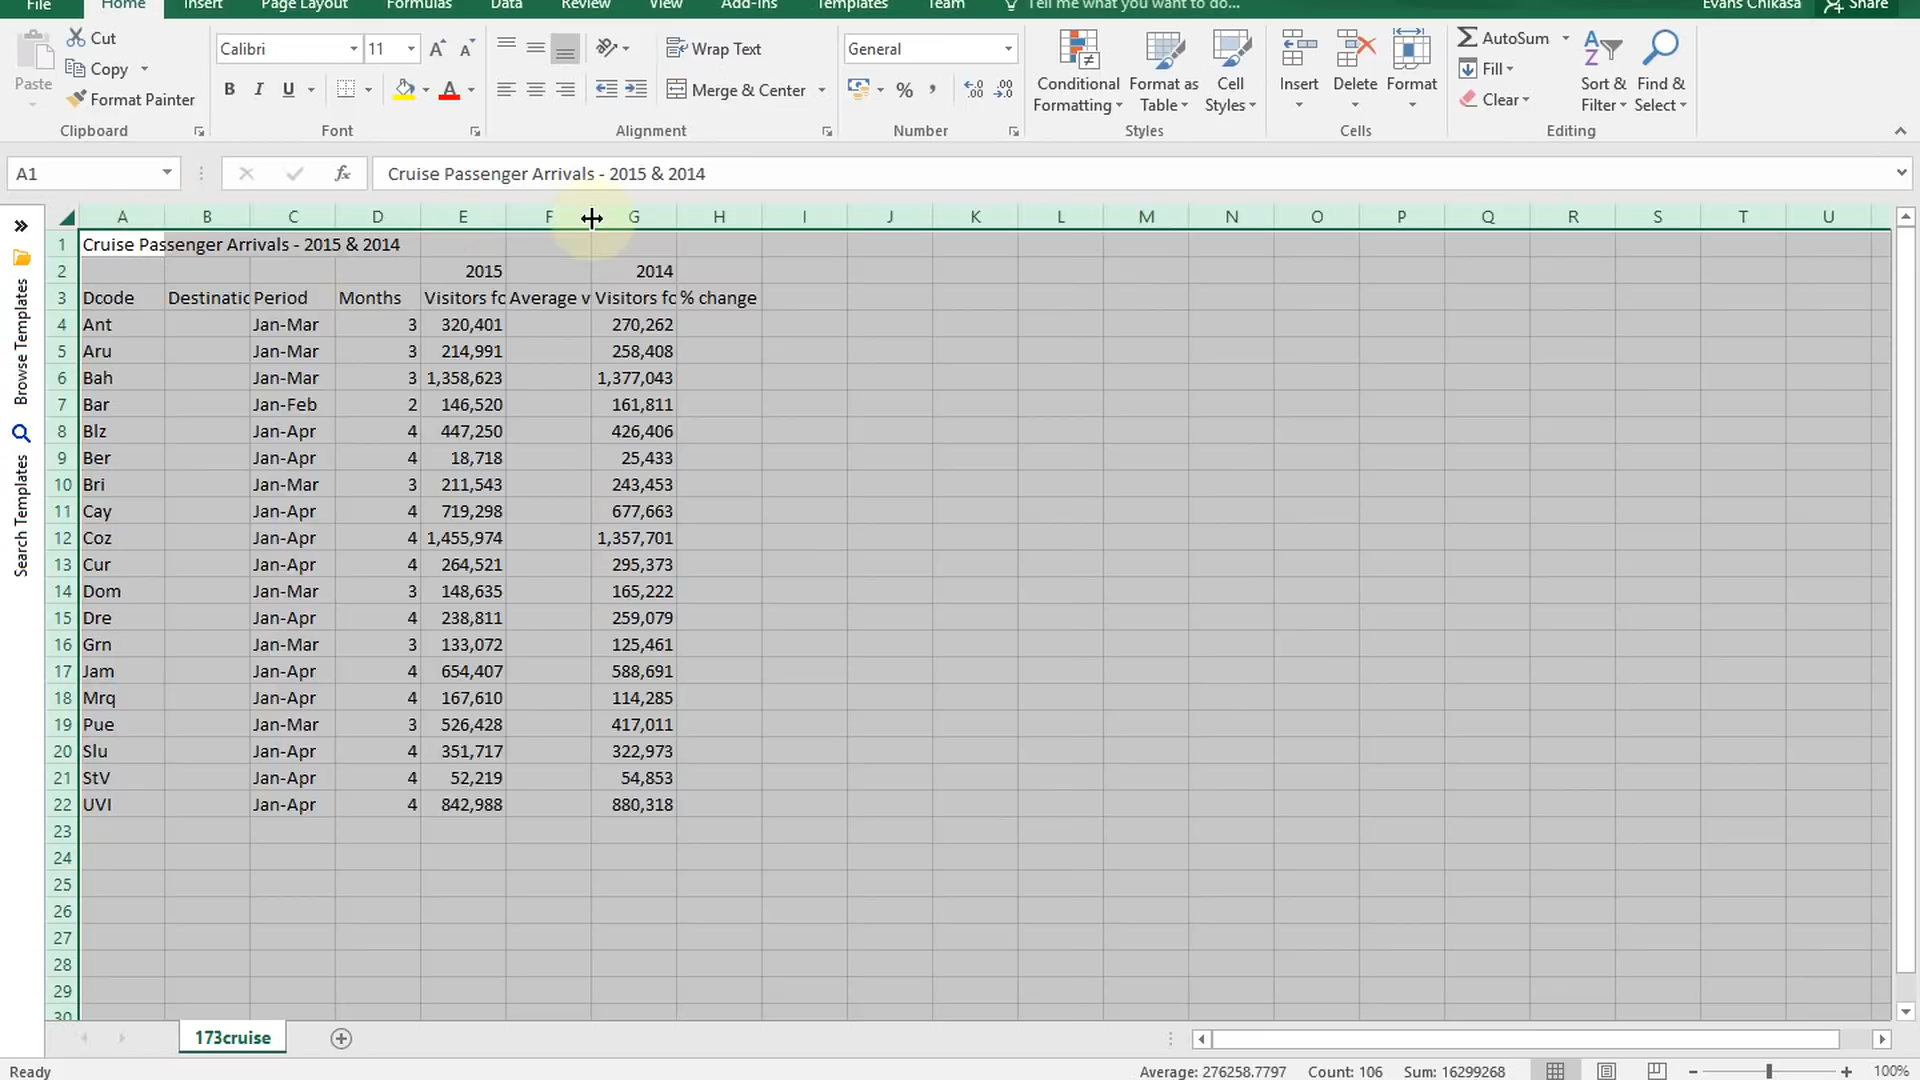 File Home Insert Page Layout Formulas Data Review View Add-ins Templates Team Tell me what you want to do... Evans Chikasa Share
Paste
Cut
Copy
Format Painter
Clipboard
Calibri 11 A A
B I U A
Font
Wrap Text
Merge & Center
Alignment
General
% , .0 .00
Number
Conditional Formatting
Format as Table
Cell Styles
Styles
Insert Delete Format
Cells
AutoSum
Fill
Clear
Sort & Filter
Find & Select
Editing
A1 fx Cruise Passenger Arrivals - 2015 & 2014
Browse Templates
Search Templates
A B C D E F G H I J K L M N O P Q R S T U
1 Cruise Passenger Arrivals - 2015 & 2014
2 2015 2014
3 Dcode Destinatic Period Months Visitors fo Average v Visitors fo % change
4 Ant Jan-Mar 3 320,401 270,262
5 Aru Jan-Mar 3 214,991 258,408
6 Bah Jan-Mar 3 1,358,623 1,377,043
7 Bar Jan-Feb 2 146,520 161,811
8 Blz Jan-Apr 4 447,250 426,406
9 Ber Jan-Apr 4 18,718 25,433
10 Bri Jan-Mar 3 211,543 243,453
11 Cay Jan-Apr 4 719,298 677,663
12 Coz Jan-Apr 4 1,455,974 1,357,701
13 Cur Jan-Apr 4 264,521 295,373
14 Dom Jan-Mar 3 148,635 165,222
15 Dre Jan-Apr 4 238,811 259,079
16 Grn Jan-Mar 3 133,072 125,461
17 Jam Jan-Apr 4 654,407 588,691
18 Mrq Jan-Apr 4 167,610 114,285
19 Pue Jan-Mar 3 526,428 417,011
20 Slu Jan-Apr 4 351,717 322,973
21 StV Jan-Apr 4 52,219 54,853
22 UVI Jan-Apr 4 842,988 880,318
23
24
25
26
27
28
29
30
173cruise
Ready Average: 276258.7797 Count: 106 Sum: 16299268 100%